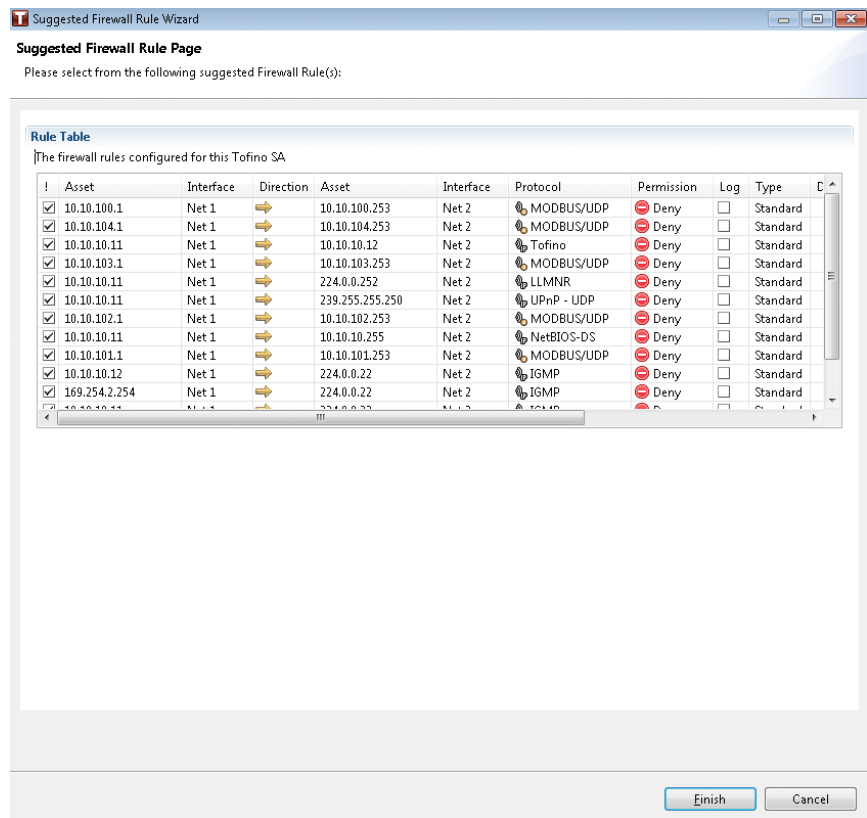 Suggested Firewall Rule Wizard
Suggested Firewall Rule Page
Please select from the following suggested Firewall Rule(s):
Rule Table
The firewall rules configured for this Tofino SA
! Asset Interface Direction Asset Interface Protocol Permission Log Type
10.10.100.1 Net 1 10.10.100.253 Net 2 MODBUS/UDP Deny Standard
10.10.104.1 Net 1 10.10.104.253 Net 2 MODBUS/UDP Deny Standard
10.10.10.11 Net 1 10.10.10.12 Net 2 Tofino Deny Standard
10.10.103.1 Net 1 10.10.103.253 Net 2 MODBUS/UDP Deny Standard
10.10.10.11 Net 1 224.0.0.252 Net 2 LLMNR Deny Standard
10.10.10.11 Net 1 239.255.255.250 Net 2 UPnP - UDP Deny Standard
10.10.102.1 Net 1 10.10.102.253 Net 2 MODBUS/UDP Deny Standard
10.10.10.11 Net 1 10.10.10.255 Net 2 NetBIOS-DS Deny Standard
10.10.101.1 Net 1 10.10.101.253 Net 2 MODBUS/UDP Deny Standard
10.10.10.12 Net 1 224.0.0.22 Net 2 IGMP Deny Standard
169.254.2.254 Net 1 224.0.0.22 Net 2 IGMP Deny Standard
Finish Cancel